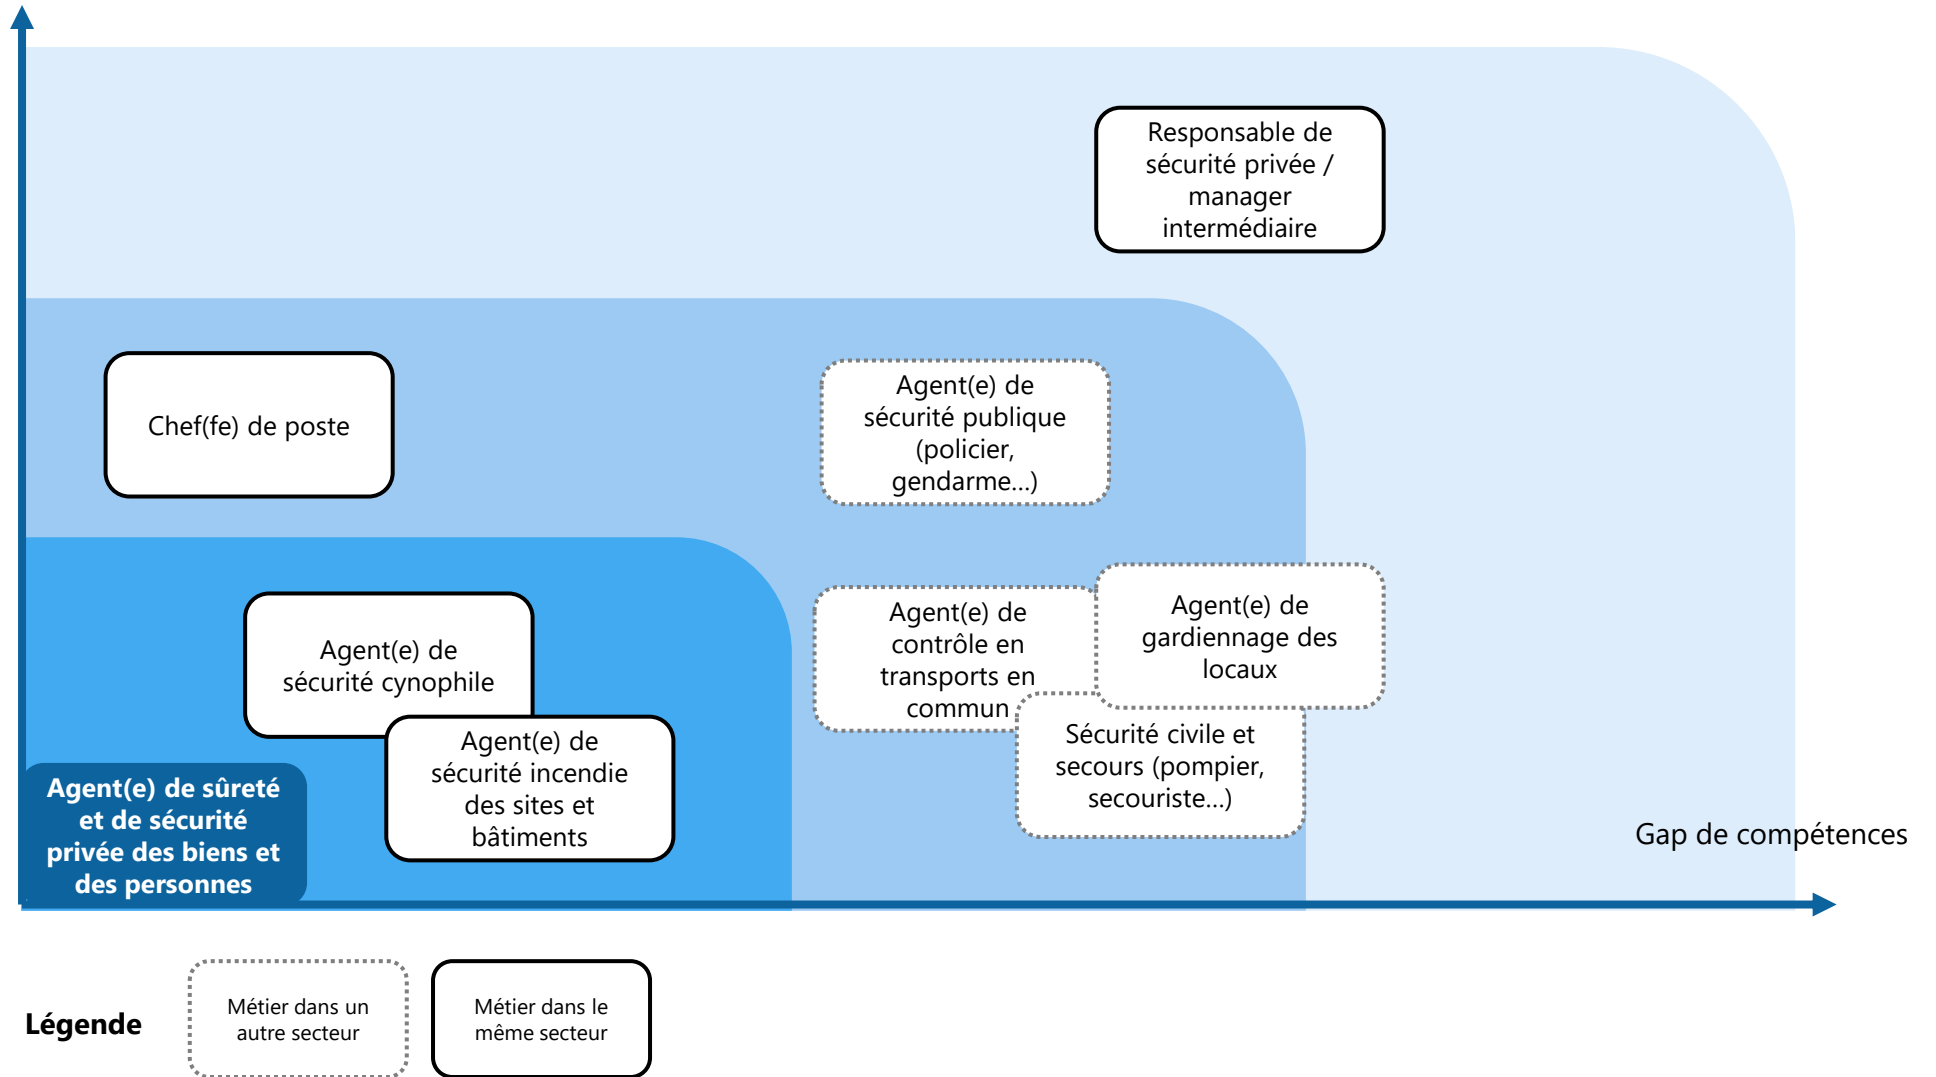 Responsable de
sécurité privée /
manager
intermédiaire
Chef(fe) de poste
Agent(e) de
sécurité publique
(policier,
gendarme…)
Agent(e) de
sécurité cynophile
Agent(e) de
contrôle en
transports en
commun
Agent(e) de
gardiennage des
locaux
Agent(e) de
sécurité incendie
des sites et
bâtiments
Sécurité civile et
secours (pompier,
secouriste…)
Agent(e) de sûreté
et de sécurité
privée des biens et
des personnes
Gap de compétences
Légende
Métier dans un
autre secteur
Métier dans le
même secteur